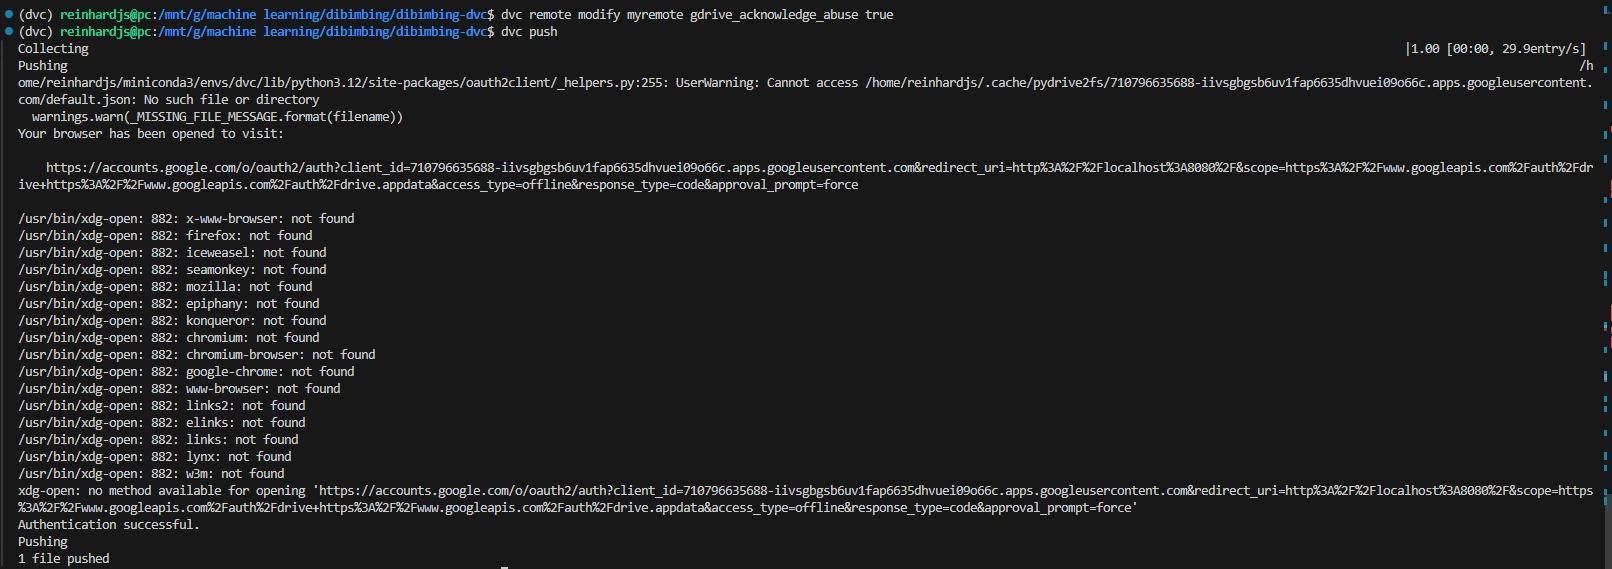 (dvc) reinhardjs@pc:/mnt/g/machine learning/dibimbing/dibimbing-dvc$ dvc remote modify myremote gdrive_acknowledge_abuse true
(dvc) reinhardjs@pc:/mnt/g/machine learning/dibimbing/dibimbing-dvc$ dvc push
Collecting |1.00 [00:00, 29.9entry/s]
Pushing /h
ome/reinhardjs/miniconda3/envs/dvc/lib/python3.12/site-packages/oauth2client/_helpers.py:255: UserWarning: Cannot access /home/reinhardjs/.cache/pydrive2fs/710796635688-iivsgbgsb6uv1fap6635dhvuei09o66c.apps.googleusercontent.
com/default.json: No such file or directory
  warnings.warn(_MISSING_FILE_MESSAGE.format(filename))
Your browser has been opened to visit:

    https://accounts.google.com/o/oauth2/auth?client_id=710796635688-iivsgbgsb6uv1fap6635dhvuei09o66c.apps.googleusercontent.com&redirect_uri=http%3A%2F%2Flocalhost%3A8080%2F&scope=https%3A%2F%2Fwww.googleapis.com%2Fauth%2Fdr
ive+https%3A%2F%2Fwww.googleapis.com%2Fauth%2Fdrive.appdata&access_type=offline&response_type=code&approval_prompt=force

/usr/bin/xdg-open: 882: x-www-browser: not found
/usr/bin/xdg-open: 882: firefox: not found
/usr/bin/xdg-open: 882: iceweasel: not found
/usr/bin/xdg-open: 882: seamonkey: not found
/usr/bin/xdg-open: 882: mozilla: not found
/usr/bin/xdg-open: 882: epiphany: not found
/usr/bin/xdg-open: 882: konqueror: not found
/usr/bin/xdg-open: 882: chromium: not found
/usr/bin/xdg-open: 882: chromium-browser: not found
/usr/bin/xdg-open: 882: google-chrome: not found
/usr/bin/xdg-open: 882: www-browser: not found
/usr/bin/xdg-open: 882: links2: not found
/usr/bin/xdg-open: 882: elinks: not found
/usr/bin/xdg-open: 882: links: not found
/usr/bin/xdg-open: 882: lynx: not found
/usr/bin/xdg-open: 882: w3m: not found
xdg-open: no method available for opening 'https://accounts.google.com/o/oauth2/auth?client_id=710796635688-iivsgbgsb6uv1fap6635dhvuei09o66c.apps.googleusercontent.com&redirect_uri=http%3A%2F%2Flocalhost%3A8080%2F&scope=https
%3A%2F%2Fwww.googleapis.com%2Fauth%2Fdrive+https%3A%2F%2Fwww.googleapis.com%2Fauth%2Fdrive.appdata&access_type=offline&response_type=code&approval_prompt=force'
Authentication successful.
Pushing
1 file pushed